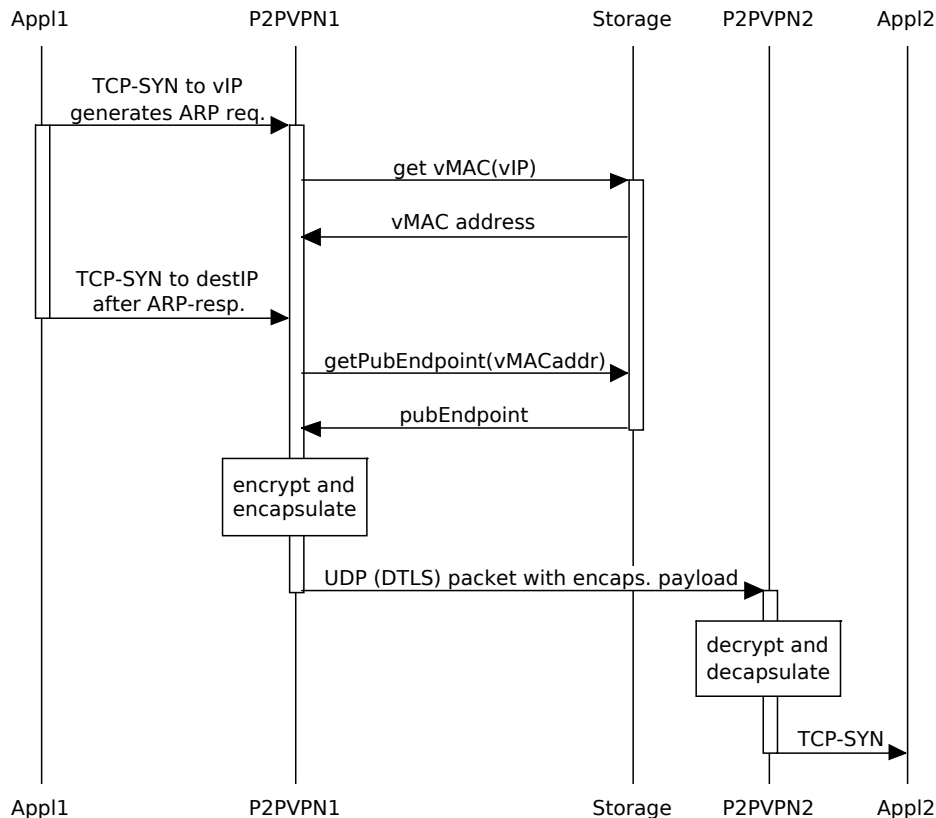 Appl1 P2PVPN1 Storage P2PVPN2 Appl2
TCP-SYN to vIP
generates ARP req.
get vMAC(vIP)
vMAC address
TCP-SYN to destIP
after ARP-resp.
getPubEndpoint(vMACaddr)
pubEndpoint
encrypt and
encapsulate
UDP (DTLS) packet with encaps. payload
decrypt and
decapsulate
TCP-SYN
Appl1 P2PVPN1 Storage P2PVPN2 Appl2